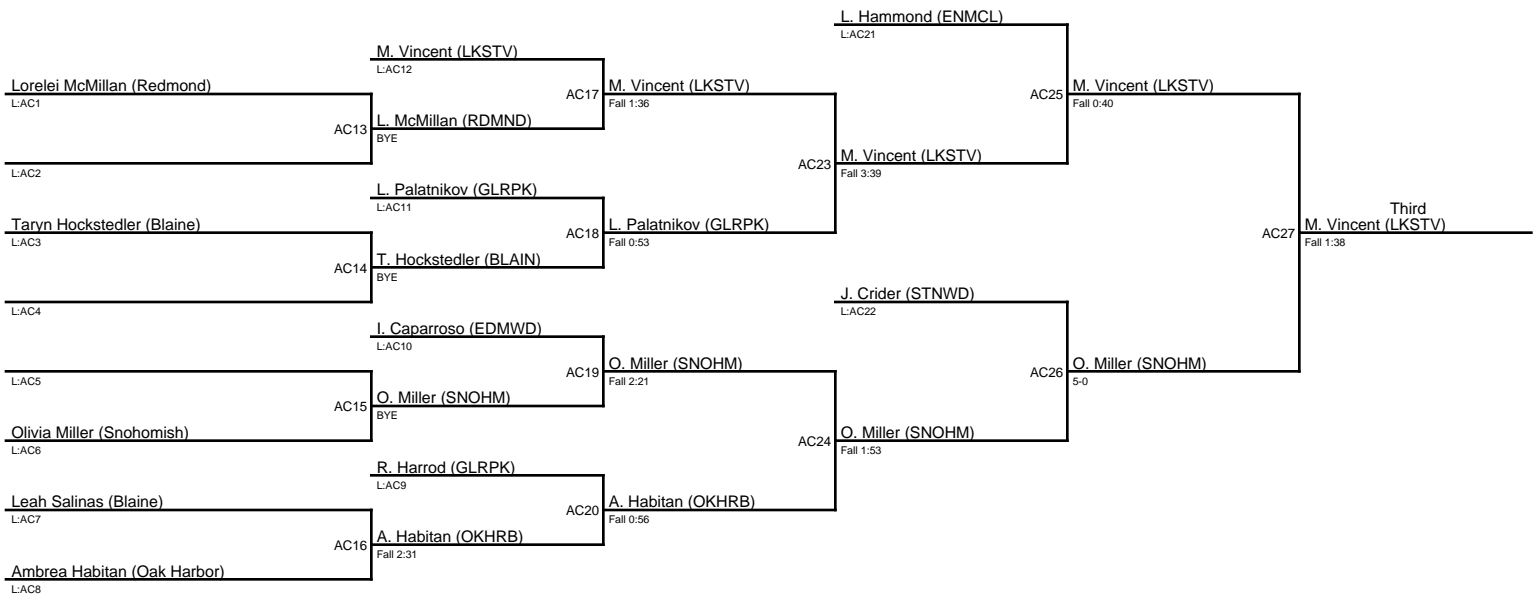 L. Hammond (ENMCL)
L:AC21
M. Vincent (LKSTV)
L:AC12
Lorelei McMillan (Redmond)
L:AC1
AC17
M. Vincent (LKSTV)
Fall 1:36
AC25
M. Vincent (LKSTV)
Fall 0:40
AC13
L. McMillan (RDMND)
BYE
L:AC2
AC23
M. Vincent (LKSTV)
Fall 3:39
L. Palatnikov (GLRPK)
L:AC11
Taryn Hockstedler (Blaine)
L:AC3
AC18
L. Palatnikov (GLRPK)
Fall 0:53
Third
AC27
M. Vincent (LKSTV)
Fall 1:38
AC14
T. Hockstedler (BLAIN)
BYE
L:AC4
J. Crider (STNWD)
L:AC22
I. Caparroso (EDMWD)
L:AC10
L:AC5
AC19
O. Miller (SNOHM)
Fall 2:21
AC26
O. Miller (SNOHM)
5-0
AC15
O. Miller (SNOHM)
BYE
Olivia Miller (Snohomish)
L:AC6
AC24
O. Miller (SNOHM)
Fall 1:53
R. Harrod (GLRPK)
L:AC9
Leah Salinas (Blaine)
L:AC7
AC20
A. Habitan (OKHRB)
Fall 0:56
AC16
A. Habitan (OKHRB)
Fall 2:31
Ambrea Habitan (Oak Harbor)
L:AC8